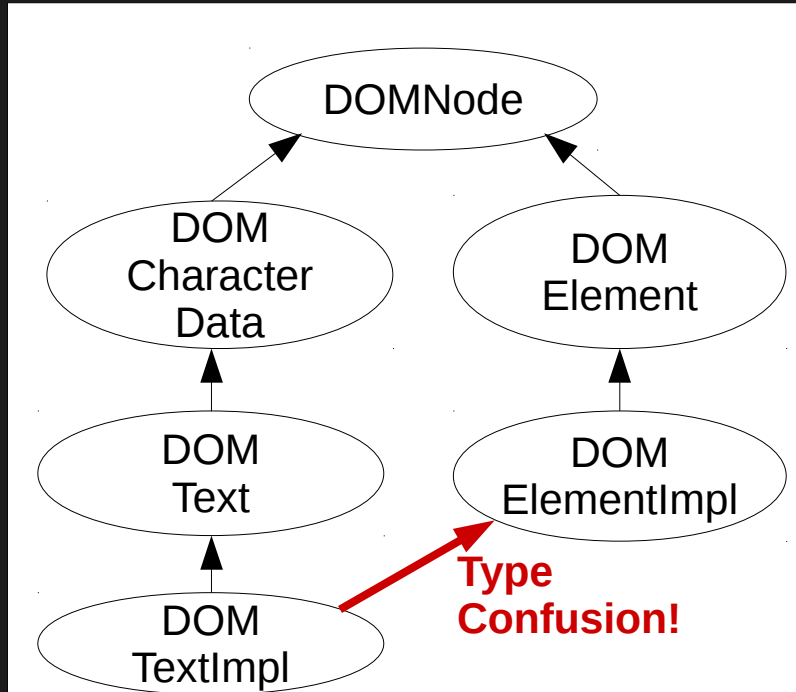 DOMNode
DOM
Character
Data
DOM
Element
DOM
Text
DOM
ElementImpl
Type
Confusion!
DOM
TextImpl